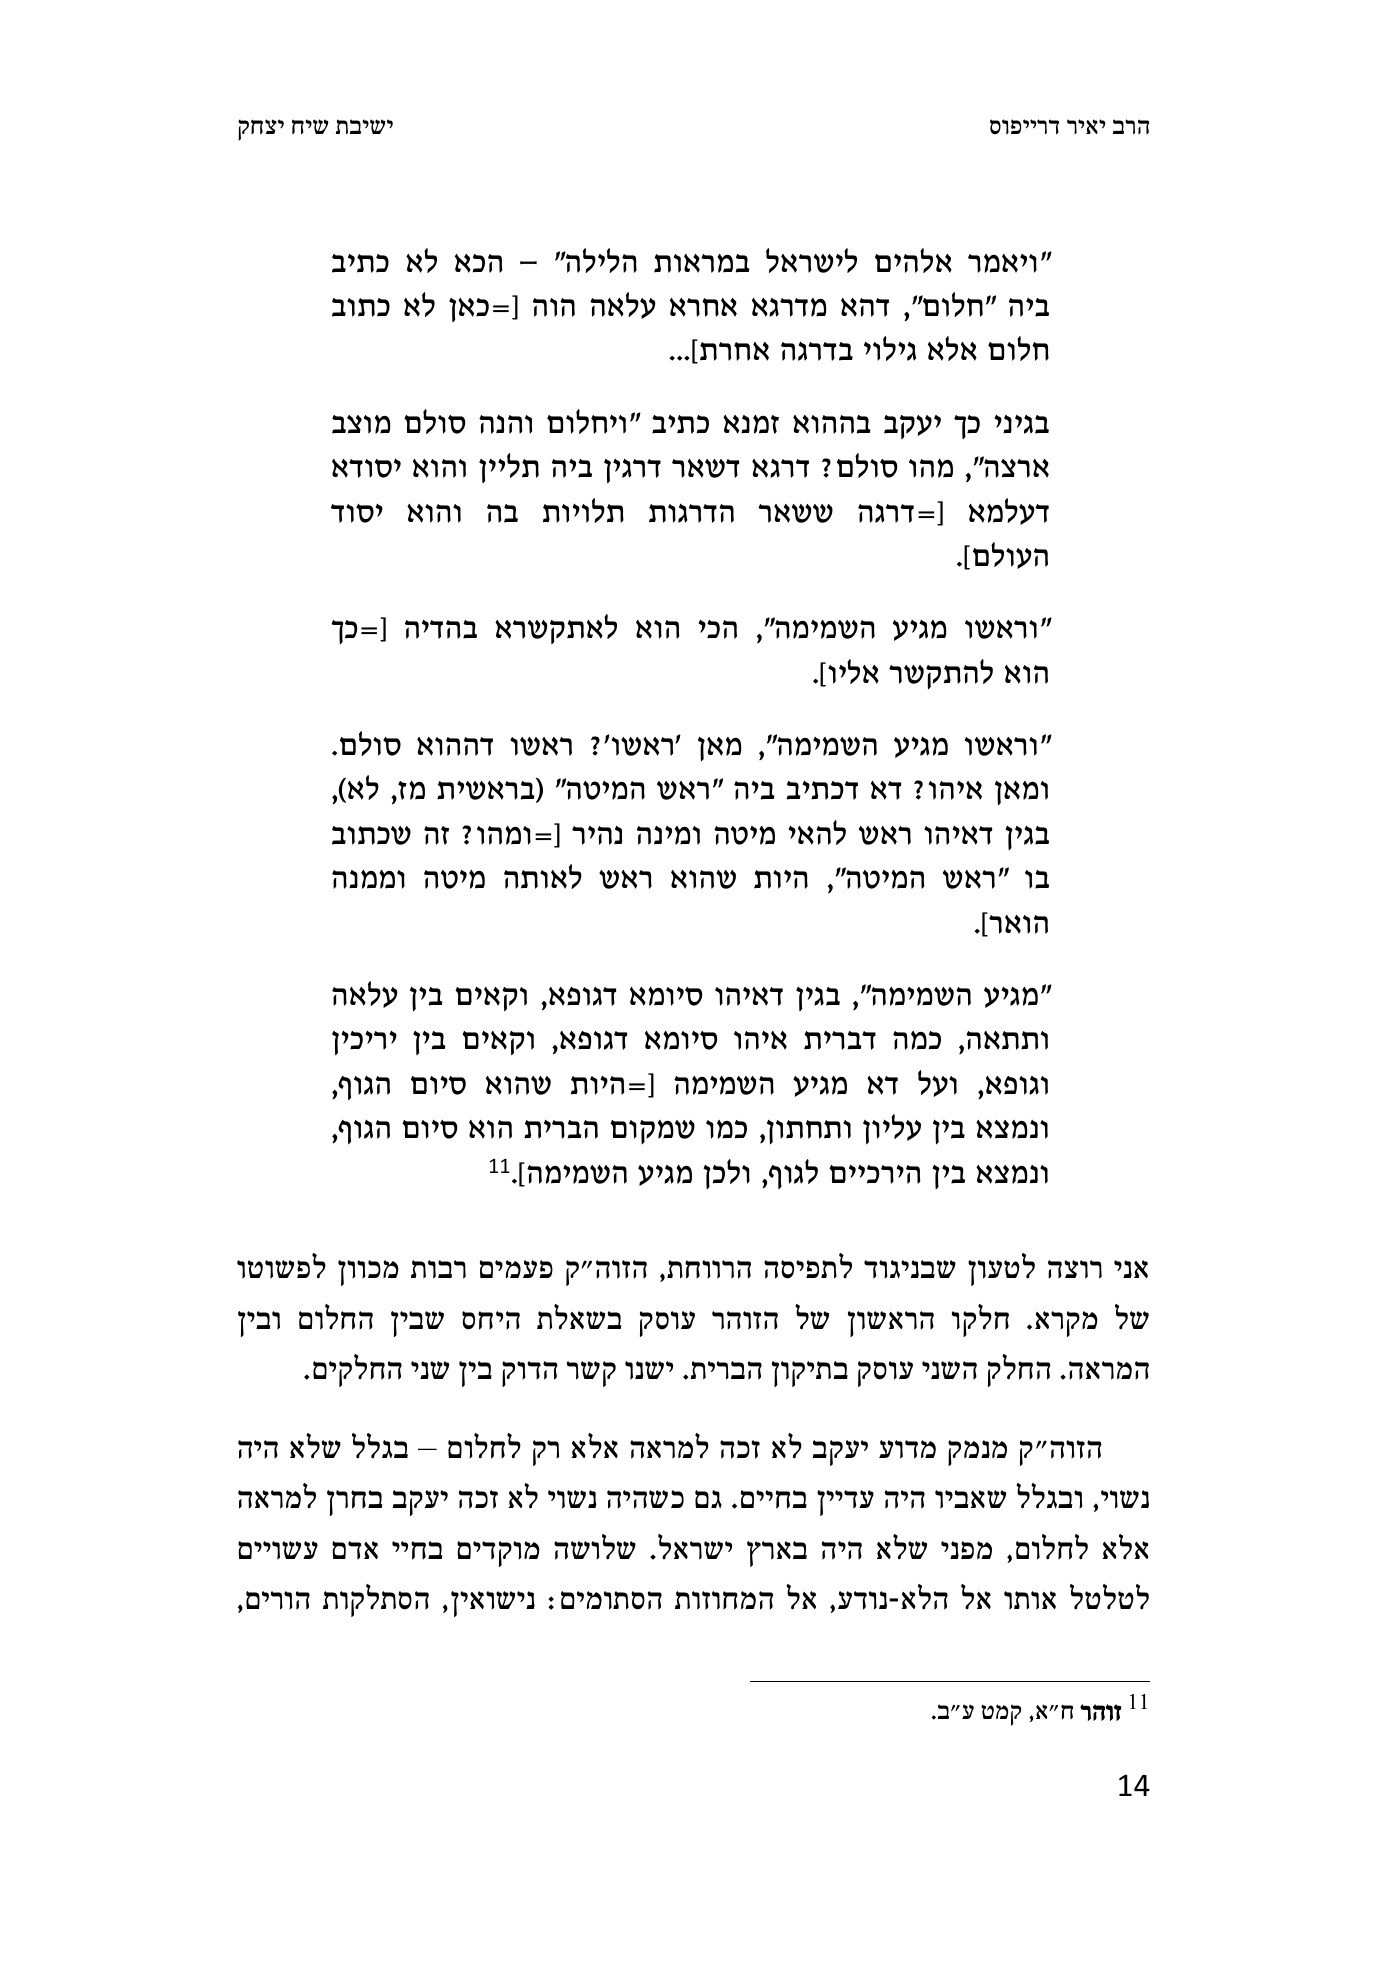 הרב יאיר דרייפוס
ישיבת שיח יצחק
"ויאמר אלהים לישראל במראות הלילה" – הכא לא כתיב
ביה "חלום", דהא מדרגא אחרא עלאה הוה [=כאן לא כתוב
חלום אלא גילוי בדרגה אחרת]...
בגיני כך יעקב בההוא זמנא כתיב "ויחלום והנה סולם מוצב
ארצה", מהו סולם? דרגא דשאר דרגין ביה תליין והוא יסודא
דעלמא [=דרגה ששאר הדרגות תלויות בה והוא יסוד
העולם].
"וראשו מגיע השמימה", הכי הוא לאתקשרא בהדיה [=כך
הוא להתקשר אליו].
"וראשו מגיע השמימה", מאן 'ראשו'? ראשו דההוא סולם.
ומאן איהו? דא דכתיב ביה "ראש המיטה" (בראשית מז, לא),
בגין דאיהו ראש להאי מיטה ומינה נהיר [=ומהו? זה שכתוב
בו "ראש המיטה", היות שהוא ראש לאותה מיטה וממנה
הואר].
"מגיע השמימה", בגין דאיהו סיומא דגופא, וקאים בין עלאה
ותתאה, כמה דברית איהו סיומא דגופא, וקאים בין יריכין
וגופא, ועל דא מגיע השמימה [=היות שהוא סיום הגוף,
ונמצא בין עליון ותחתון, כמו שמקום הברית הוא סיום הגוף,
ונמצא בין הירכיים לגוף, ולכן מגיע השמימה].11
אני רוצה לטעון שבניגוד לתפיסה הרווחת, הזוה"ק פעמים רבות מכוון לפשוטו
של מקרא. חלקו הראשון של הזוהר עוסק בשאלת היחס שבין החלום ובין
המראה. החלק השני עוסק בתיקון הברית. ישנו קשר הדוק בין שני החלקים.
הזוה"ק מנמק מדוע יעקב לא זכה למראה אלא רק לחלום – בגלל שלא היה
נשוי, ובגלל שאביו היה עדיין בחיים. גם כשהיה נשוי לא זכה יעקב בחרן למראה
אלא לחלום, מפני שלא היה בארץ ישראל. שלושה מוקדים בחיי אדם עשויים
לטלטל אותו אל הלא-נודע, אל המחוזות הסתומים: נישואין, הסתלקות הורים,
11 זוהר ח"א, קמט ע"ב.
14